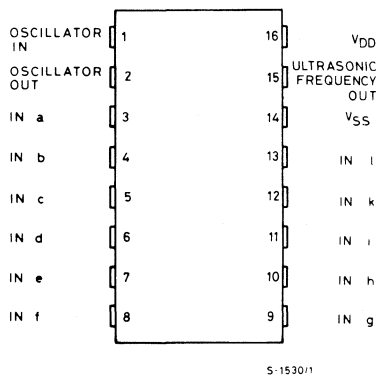 OSCILLATOR IN
1
16
VDD
OSCILLATOR OUT
2
15
ULTRASONIC FREQUENCY OUT
IN a
3
14
VSS
IN b
4
13
IN l
IN c
5
12
IN k
IN d
6
11
IN i
IN e
7
10
IN h
IN f
8
9
IN g
S-1530/1